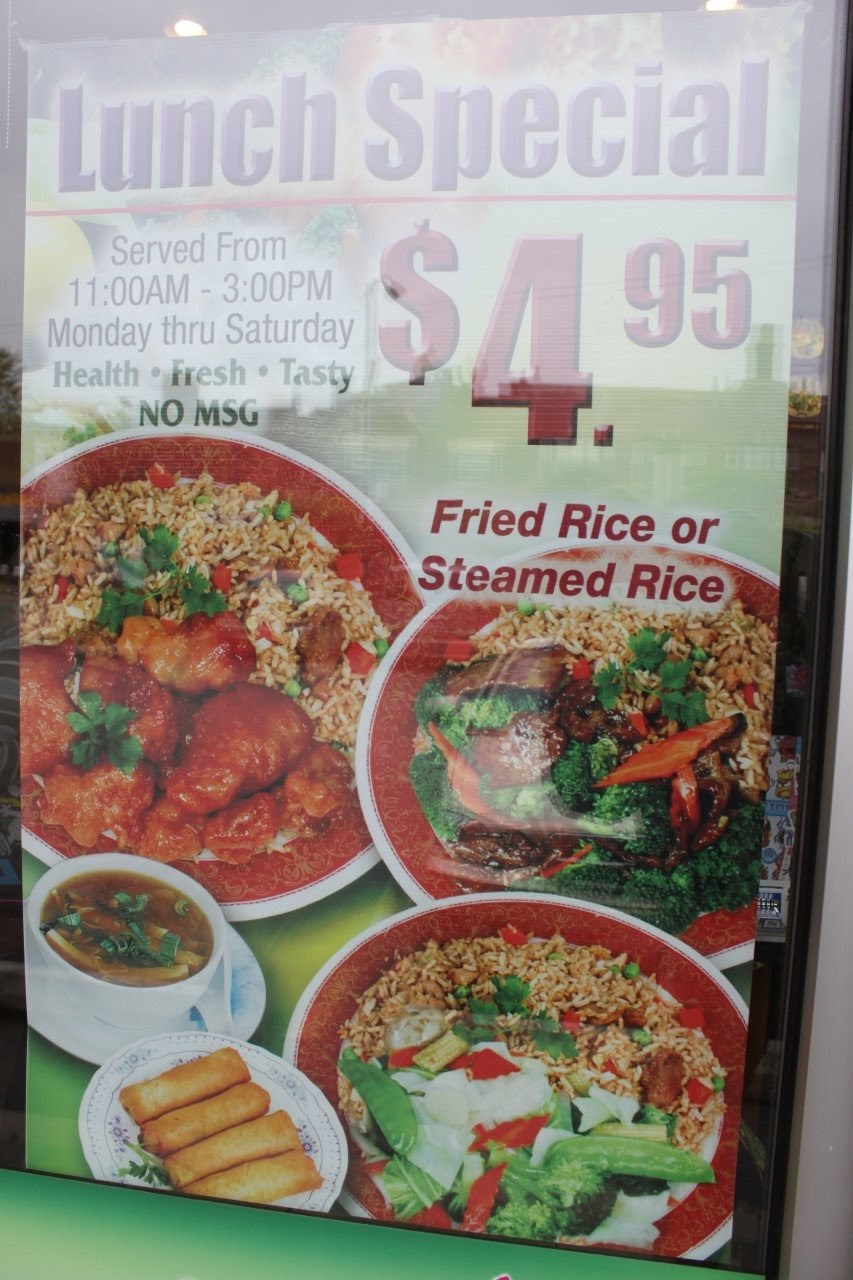 Lunch Special
Served From
11:00AM - 3:00PM
Monday thru Saturday
Health • Fresh • Tasty
NO MSG
$4.95
Fried Rice or
Steamed Rice